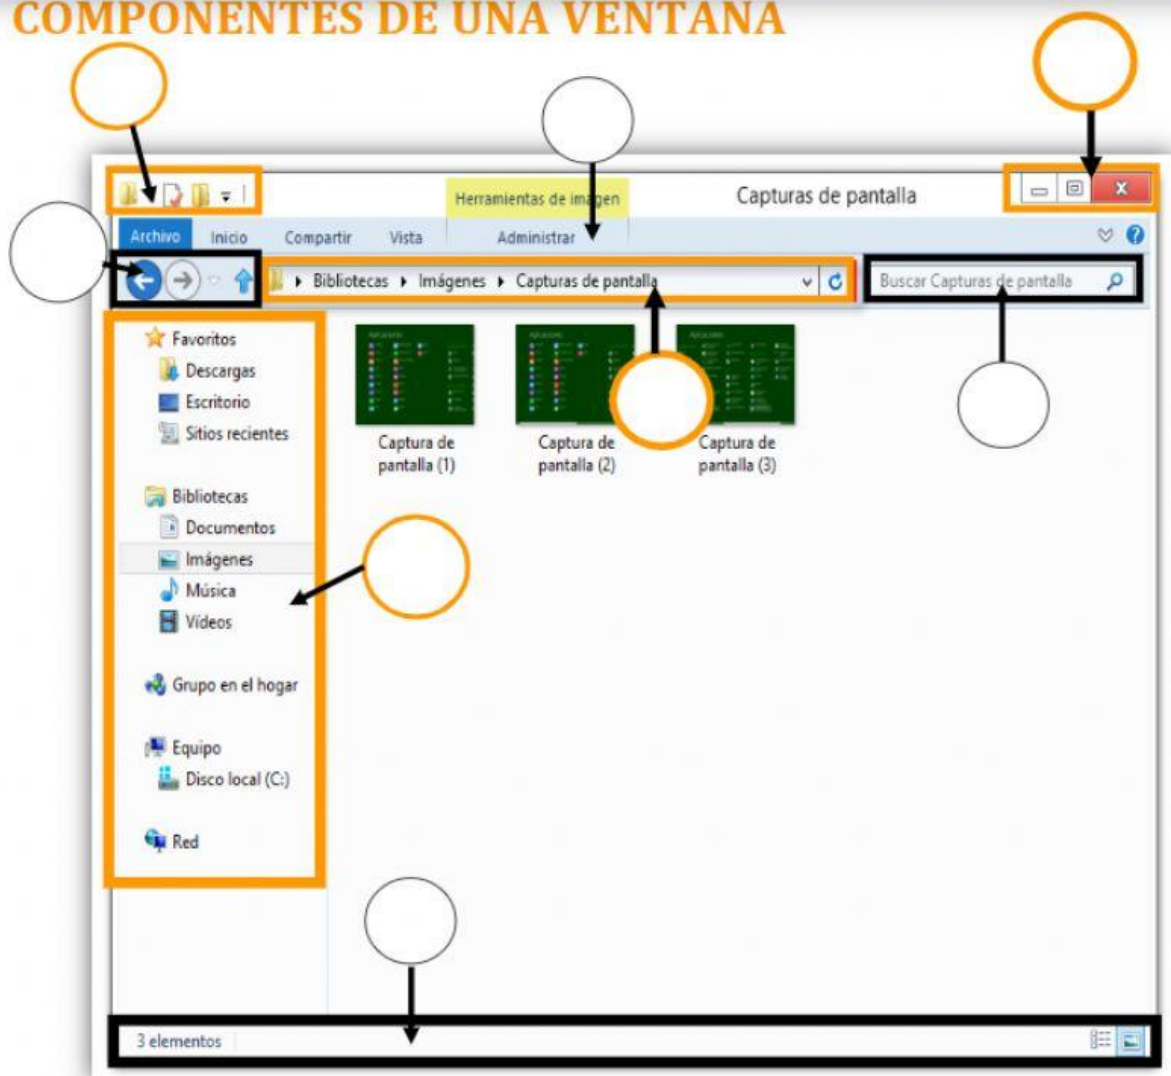 COMPONENTES DE UNA VENTANA
Herramientas de imagen
Capturas de pantalla
Archivo Inicio Compartir Vista Administrar
Bibliotecas Imágenes Capturas de pantalla
Buscar Capturas de pantalla
Favoritos
Descargas
Escritorio
Sitios recientes
Bibliotecas
Documentos
Imágenes
Música
Vídeos
Grupo en el hogar
Equipo
Disco local (C:)
Red
Captura de
pantalla (1)
Captura de
pantalla (2)
Captura de
pantalla (3)
3 elementos